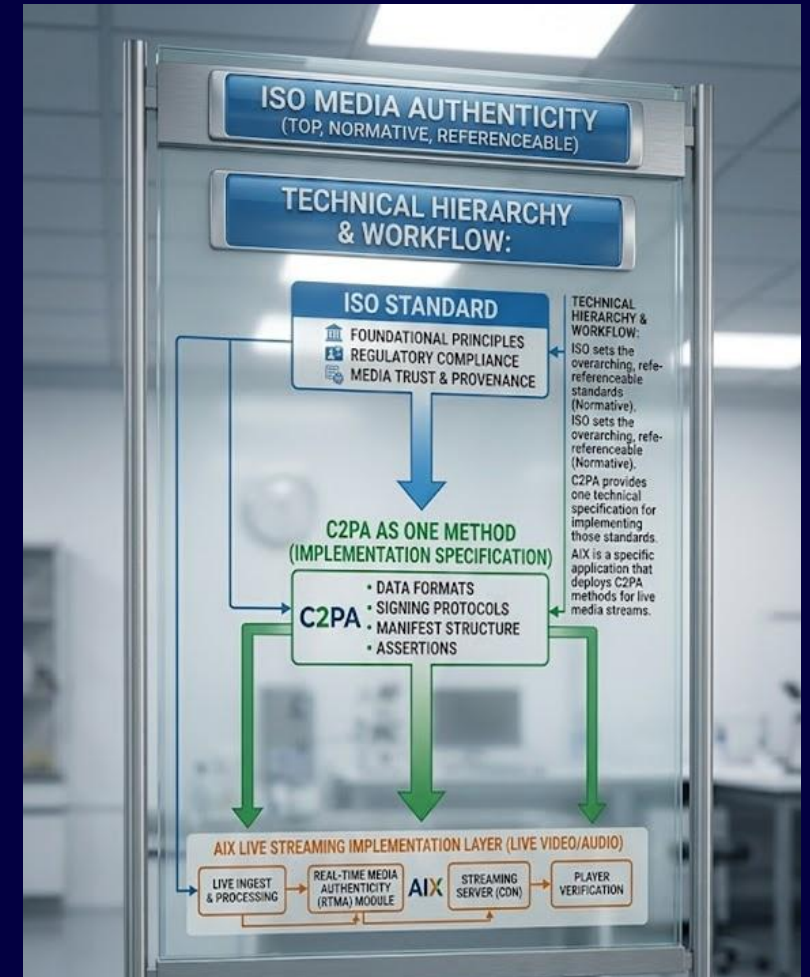 ISO MEDIA AUTHENTICITY
(TOP, NORMATIVE, REFERENCEABLE)
TECHNICAL HIERARCHY
& WORKFLOW:
ISO STANDARD
FOUNDATIONAL PRINCIPLES
REGULATORY COMPLIANCE
MEDIA TRUST & PROVENANCE
TECHNICAL
HIERARCHY &
WORKFLOW:
ISO sets the
overarching, refe-
referenceable
standards
(Normative).
ISO sets the
overarching, refe-
referenceable
(Normative).
C2PA provides
one technical
specification for
implementing
those standards.
AIX is a specific
application that
deploys C2PA
methods for live
media streams.
C2PA AS ONE METHOD
(IMPLEMENTATION SPECIFICATION)
C2PA
• DATA FORMATS
• SIGNING PROTOCOLS
• MANIFEST STRUCTURE
• ASSERTIONS
AIX LIVE STREAMING IMPLEMENTATION LAYER (LIVE VIDEO/AUDIO)
LIVE INGEST
& PROCESSING
REAL-TIME MEDIA
AUTHENTICITY
(RTMA) MODULE
AIX
STREAMING
SERVER (CDN)
PLAYER
VERIFICATION